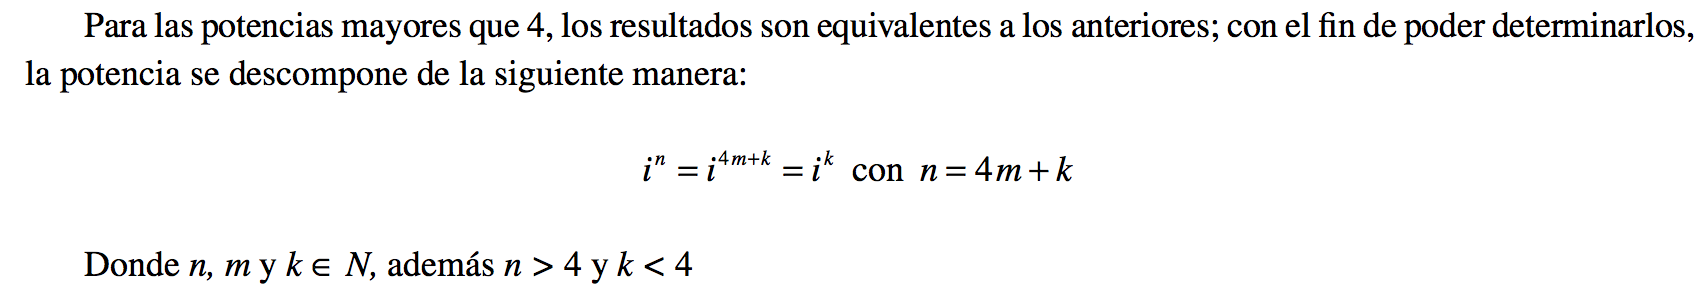 Para las potencias mayores que 4, los resultados son equivalentes a los anteriores; con el fin de poder determinarlos,
la potencia se descompone de la siguiente manera:
iⁿ = i⁴ᵐ⁺ᵏ = iᵏ con n = 4m + k
Donde n, m y k ∈ N, además n > 4 y k < 4